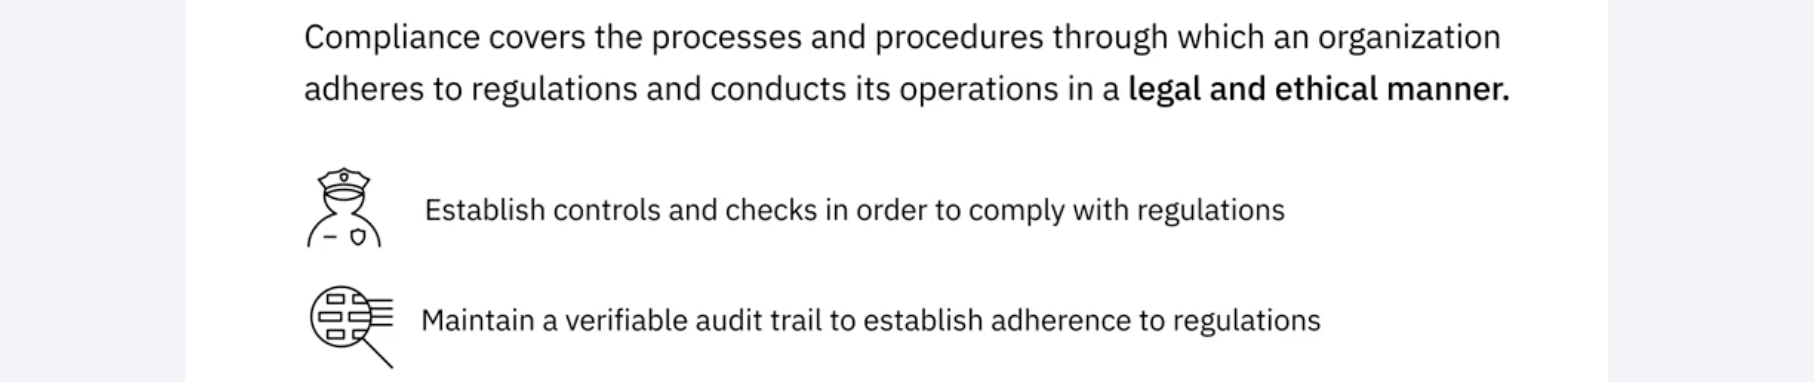 Compliance covers the processes and procedures through which an organization
adheres to regulations and conducts its operations in a legal and ethical manner.
Establish controls and checks in order to comply with regulations
Maintain a verifiable audit trail to establish adherence to regulations